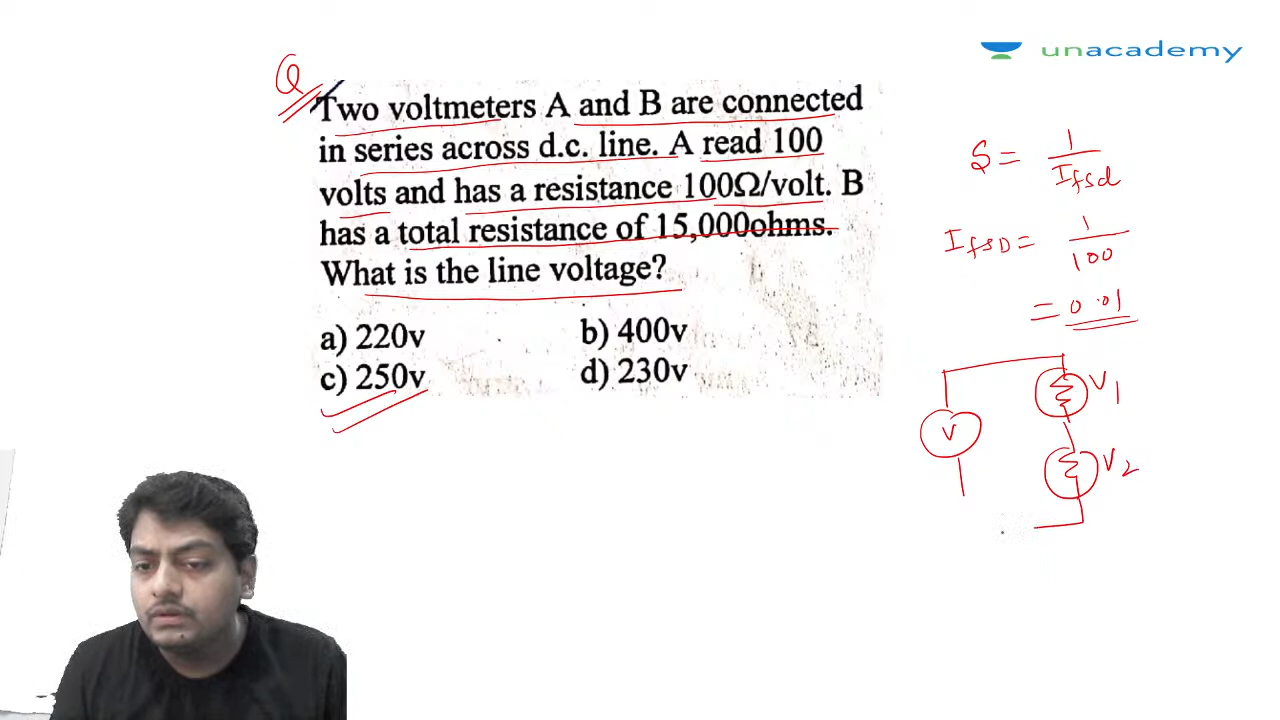 unacademy
Q
Two voltmeters A and B are connected
in series across d.c. line. A read 100
volts and has a resistance 100Ω/volt. B
has a total resistance of 15,000ohms.
What is the line voltage?
a) 220v b) 400v
c) 250v d) 230v
S = 1/Ifsd
IfSD = 1/100
= 0.01
V V1
V2